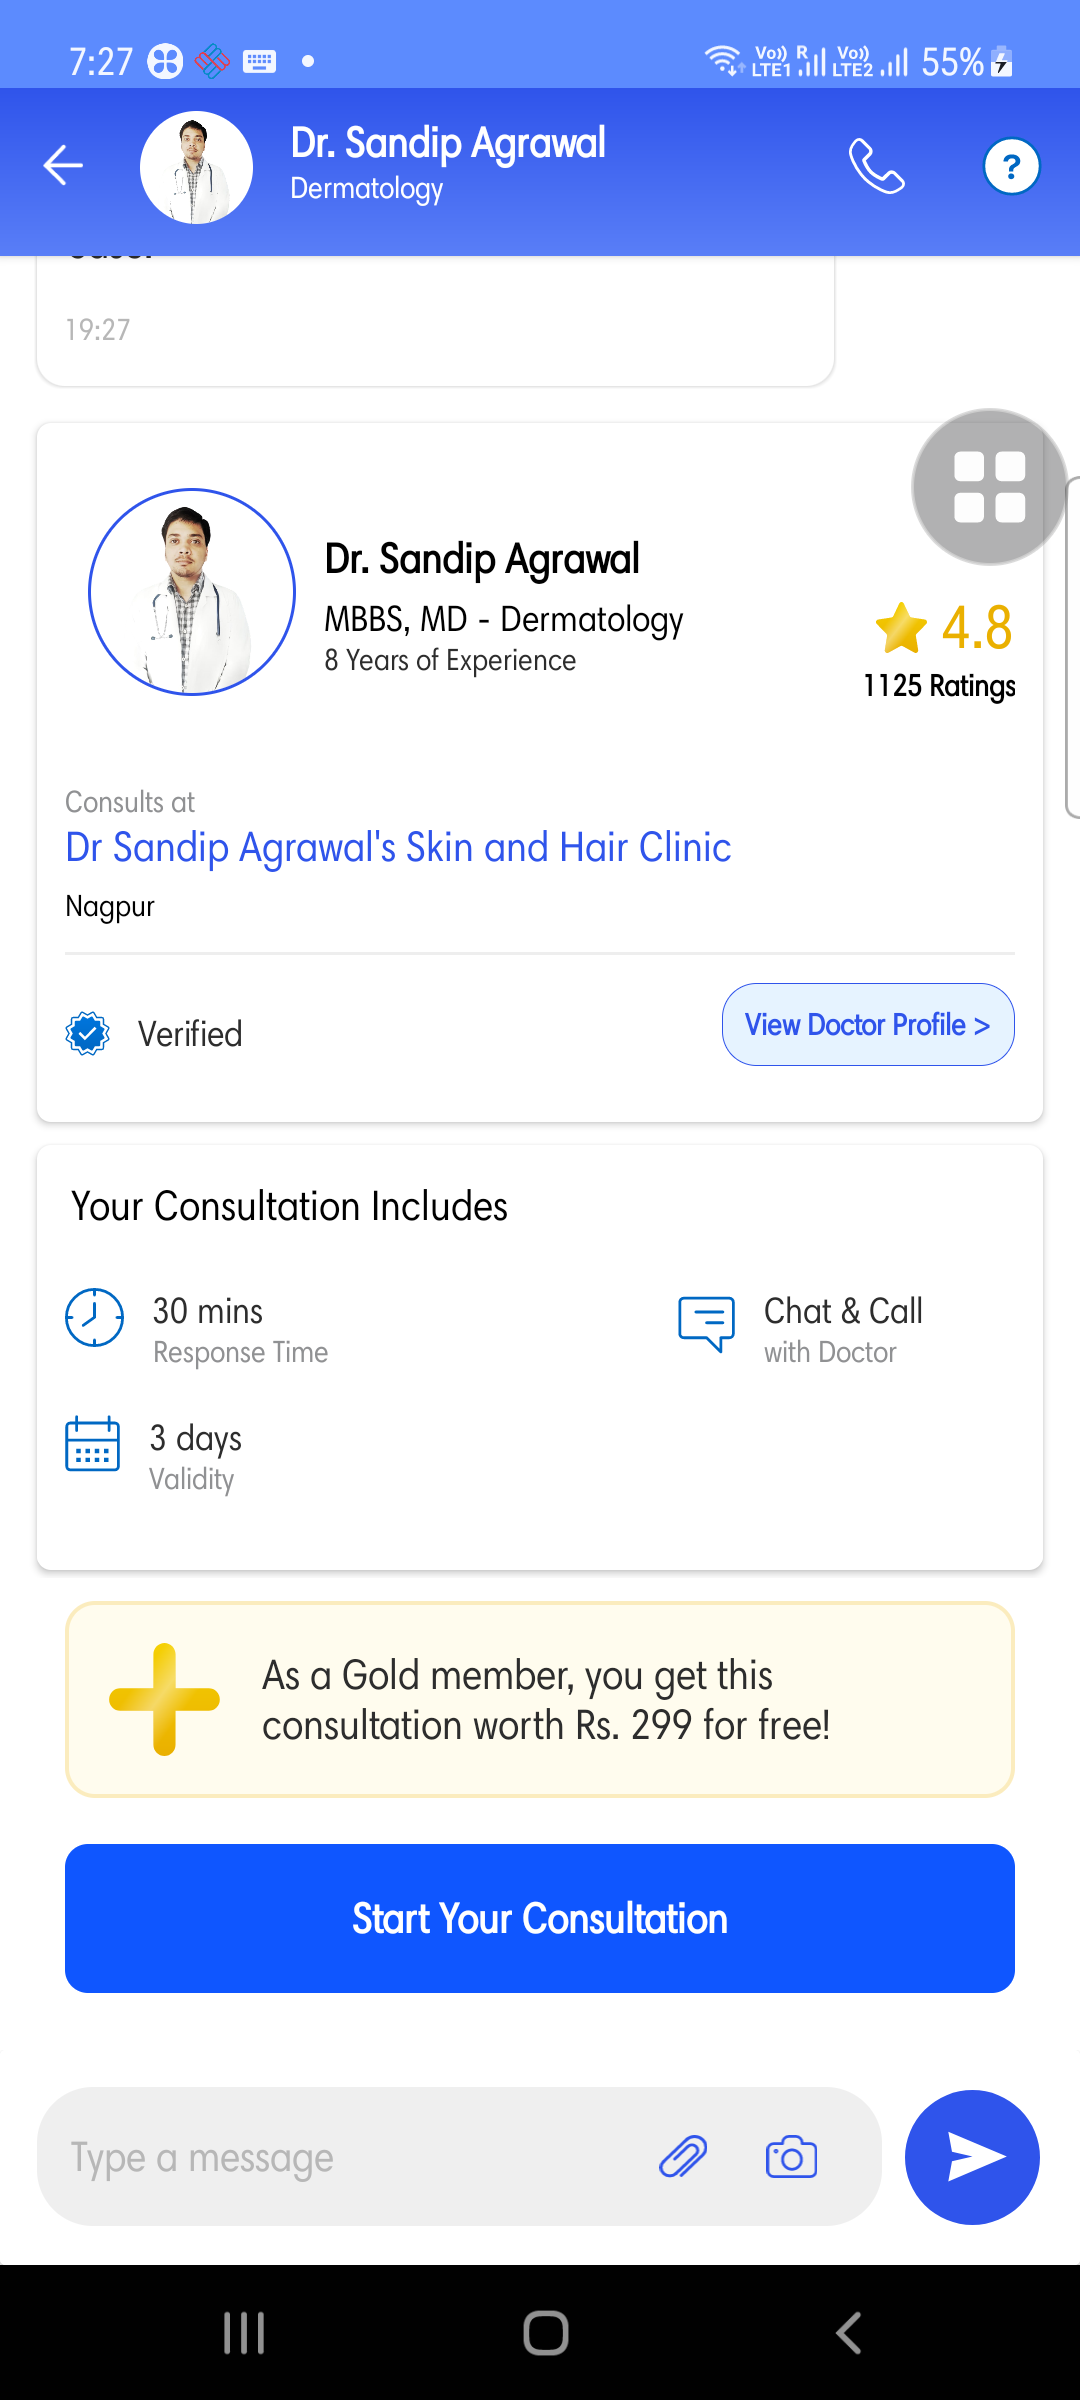 7:27
Vo)) R Vo)) 55%
LTE1 LTE2
Dr. Sandip Agrawal
Dermatology
?
19:27
Dr. Sandip Agrawal
MBBS, MD - Dermatology
8 Years of Experience
4.8
1125 Ratings
Consults at
Dr Sandip Agrawal's Skin and Hair Clinic
Nagpur
Verified
View Doctor Profile >
Your Consultation Includes
30 mins
Response Time
Chat & Call
with Doctor
3 days
Validity
As a Gold member, you get this
consultation worth Rs. 299 for free!
Start Your Consultation
Type a message